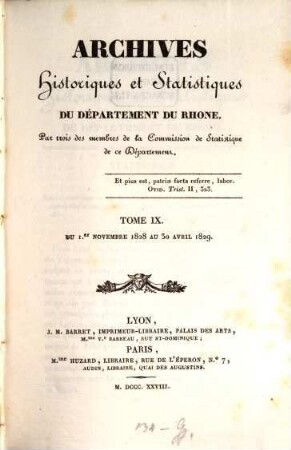 ARCHIVES
Historiques et Statistiques
DU DÉPARTEMENT DU RHONE.
Par trois des membres de la Commission de Statistique
de ce Département.
Et pius est, patriæ facta referre, labor.
OVID. Trist. II, 323.
TOME IX.
DU 1.er NOVEMBRE 1828 AU 30 AVRIL 1829.
LYON,
J. M. BARRET, IMPRIMEUR-LIBRAIRE, PALAIS DES ARTS,
M.me V.e BARBEAU, RUE ST-DOMINIQUE;
PARIS,
M.me HUZARD, LIBRAIRE, RUE DE L'ÉPERON, N.° 7;
AUDIN, LIBRAIRE, QUAI DES AUGUSTINS.
M. DCCC. XXVIII.